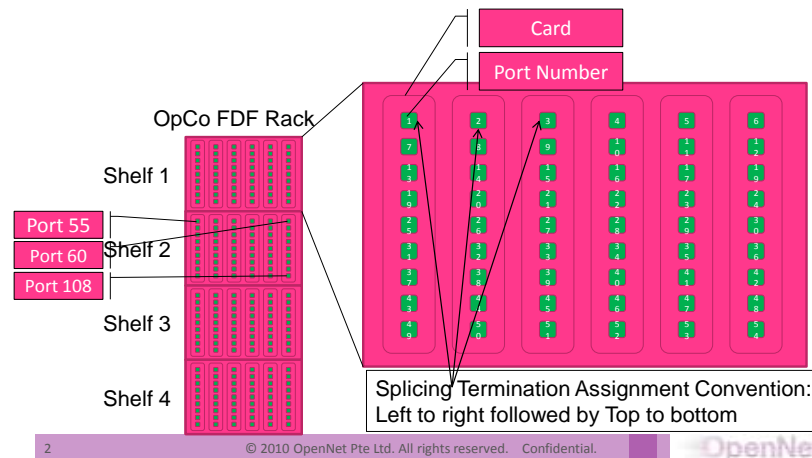 Card
Port Number
OpCo FDF Rack
Shelf 1
Port 55
Port 60
Shelf 2
Port 108
Shelf 3
Shelf 4
1 2 3 4 5 6
7 8 9 10 11 12
13 14 15 16 17 19
19 20 21 22 23 24
25 26 27 28 29 30
31 32 33 34 35 36
37 38 39 40 41 42
43 44 45 46 47 48
49 50 51 52 53 54
Splicing Termination Assignment Convention:
Left to right followed by Top to bottom
2 © 2010 OpenNet Pte Ltd. All rights reserved. Confidential.
OpenNe